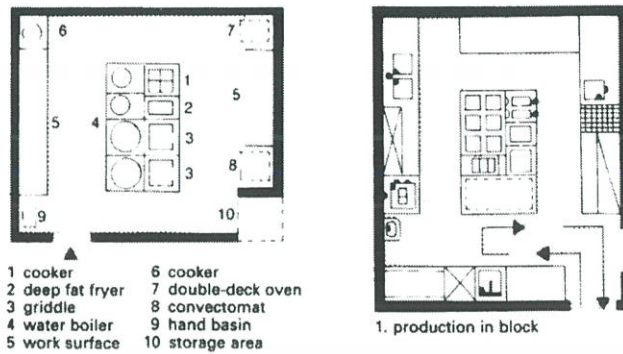 6
7
1
2
5
5
4
3
3
8
9
10
1 cooker 6 cooker
2 deep fat fryer 7 double-deck oven
3 griddle 8 convectomat
4 water boiler 9 hand basin
5 work surface 10 storage area
1. production in block